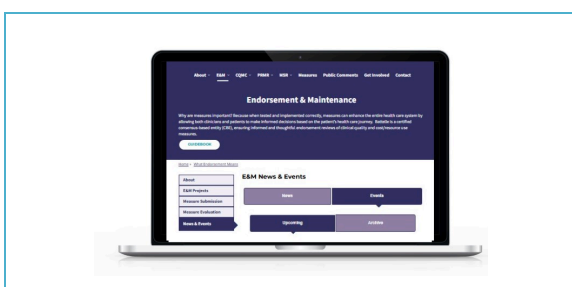 About E&M CQMC PRMR MSR Measures Public Comments Get Involved Contact
Endorsement & Maintenance
Why are measures important? Because when tested and implemented correctly, measures can enhance the entire health care system by
allowing both clinicians and patients to make informed decisions based on the patient's health care journey. Battelle is a certified
consensus-based entity (CBE), ensuring informed and thoughtful endorsement reviews of clinical quality and cost/resource use
measures.
GUIDEBOOK
Home > What Endorsement Means
About
E&M Projects
Measure Submission
Measure Evaluation
News & Events
E&M News & Events
News Events
Upcoming Archive